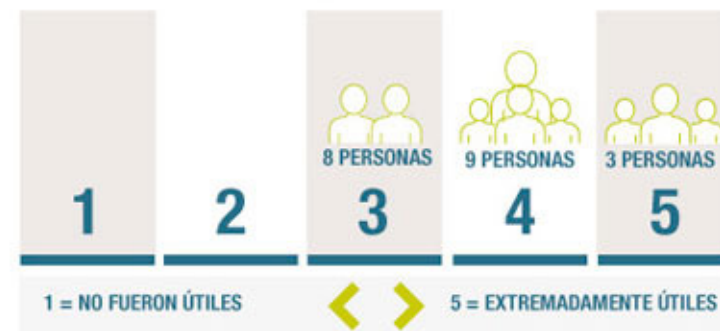 8 PERSONAS 9 PERSONAS 3 PERSONAS
1 2 3 4 5
1 = NO FUERON ÚTILES 5 = EXTREMADAMENTE ÚTILES